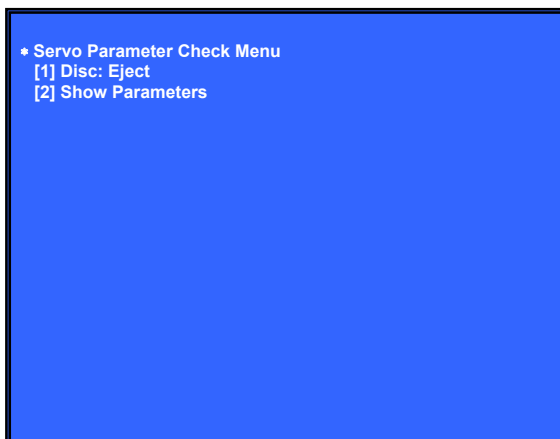 * Servo Parameter Check Menu
[1] Disc: Eject
[2] Show Parameters